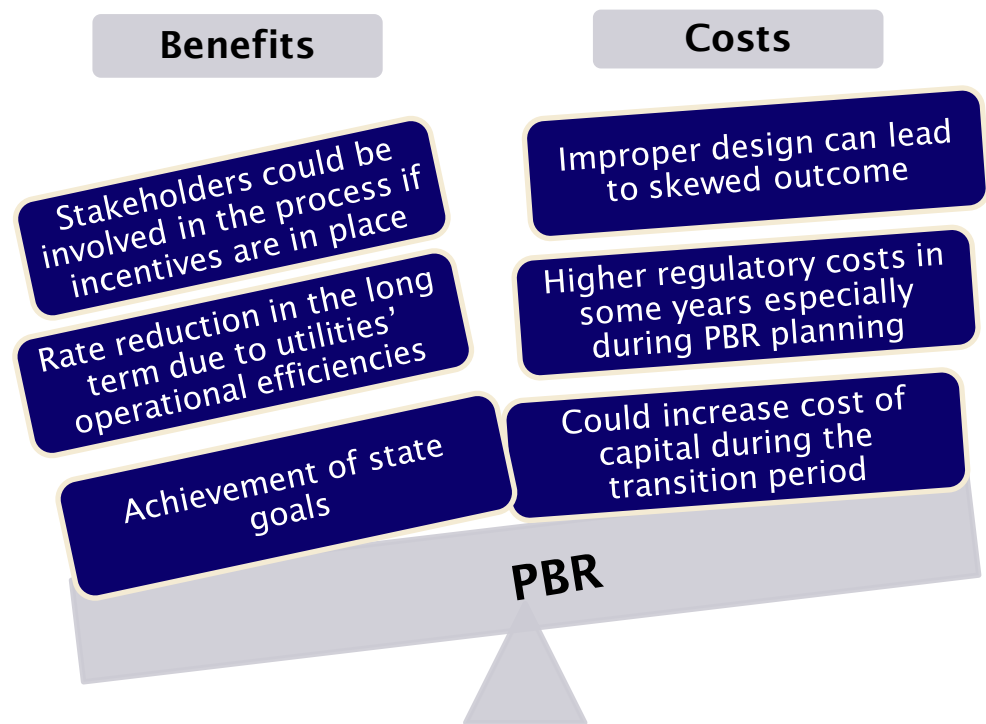 Benefits
Costs
Stakeholders could be
involved in the process if
incentives are in place
Rate reduction in the long
term due to utilities’
operational efficiencies
Achievement of state
goals
Improper design can lead
to skewed outcome
Higher regulatory costs in
some years especially
during PBR planning
Could increase cost of
capital during the
transition period
PBR